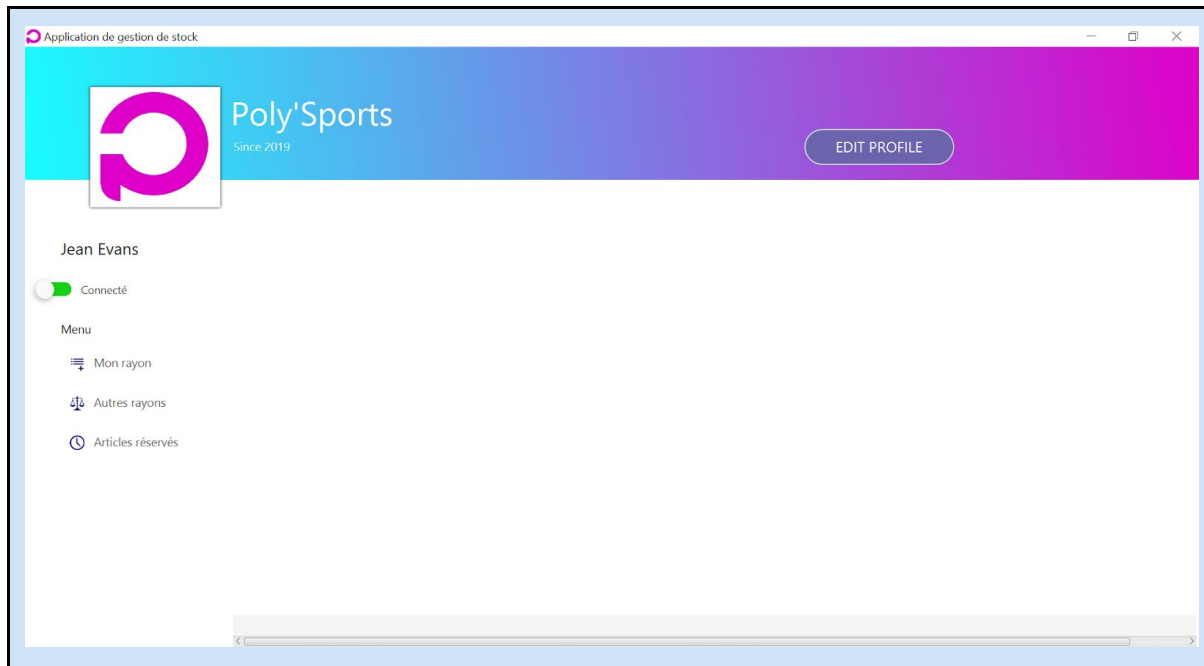 Application de gestion de stock
Poly'Sports
Since 2019
EDIT PROFILE
Jean Evans
Connecté
Menu
Mon rayon
Autres rayons
Articles réservés